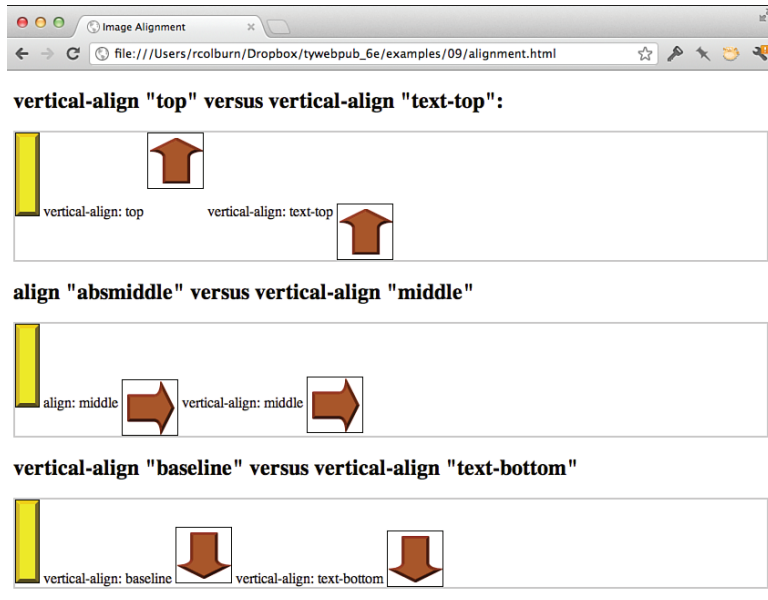 Image Alignment
file:///Users/rcolburn/Dropbox/tywebpub_6e/examples/09/alignment.html
vertical-align "top" versus vertical-align "text-top":
vertical-align: top vertical-align: text-top
align "absmiddle" versus vertical-align "middle"
align: middle vertical-align: middle
vertical-align "baseline" versus vertical-align "text-bottom"
vertical-align: baseline vertical-align: text-bottom